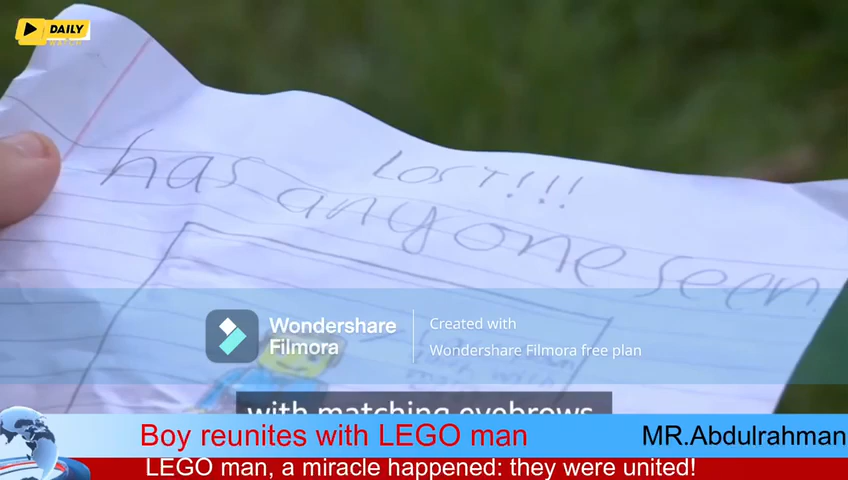 DAILY
WATCH
LOST!!!
has anyone seen
Wondershare
Filmora
Created with
Wondershare Filmora free plan
with matching eyebrows
Boy reunites with LEGO man
MR.Abdulrahman
LEGO man, a miracle happened: they were united!